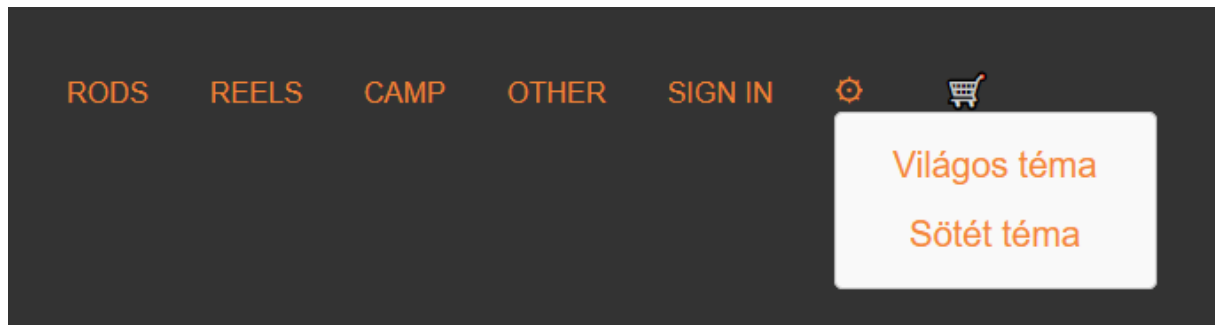 RODS REELS CAMP OTHER SIGN IN
Világos téma
Sötét téma